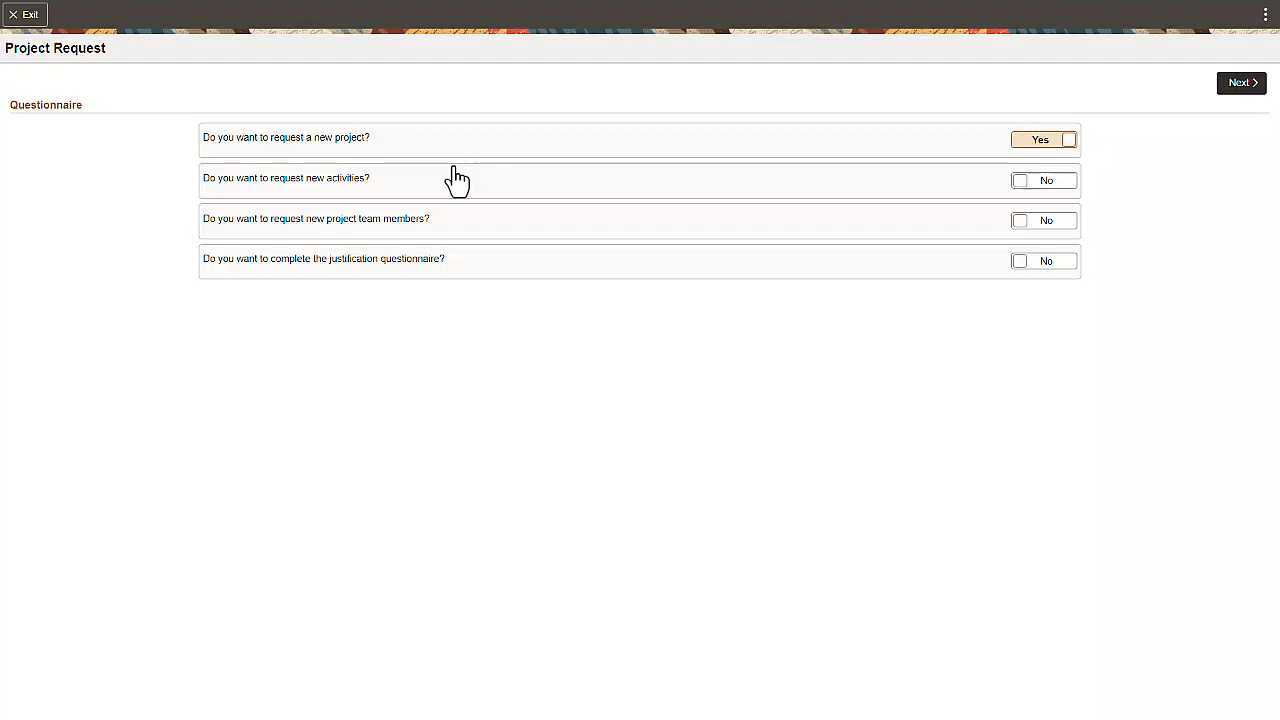 Exit
Project Request
Next
Questionnaire
Do you want to request a new project?
Yes
Do you want to request new activities?
No
Do you want to request new project team members?
No
Do you want to complete the justification questionnaire?
No